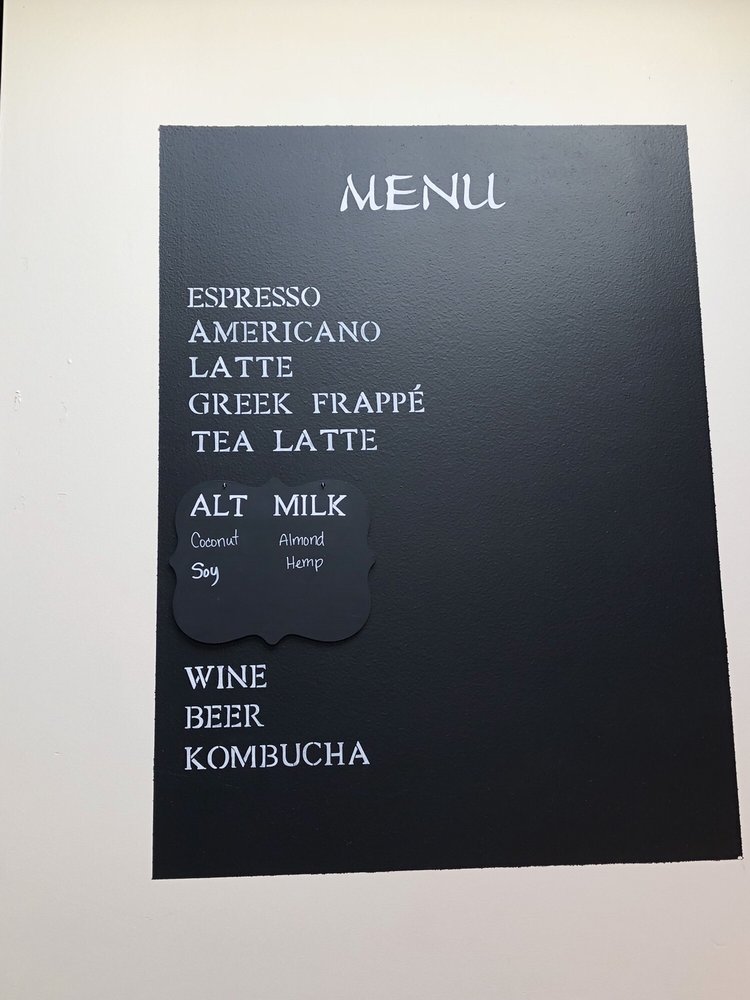 MENU
ESPRESSO
AMERICANO
LATTE
GREEK FRAPPÉ
TEA LATTE
ALT MILK
Coconut Almond
Soy Hemp
WINE
BEER
KOMBUCHA